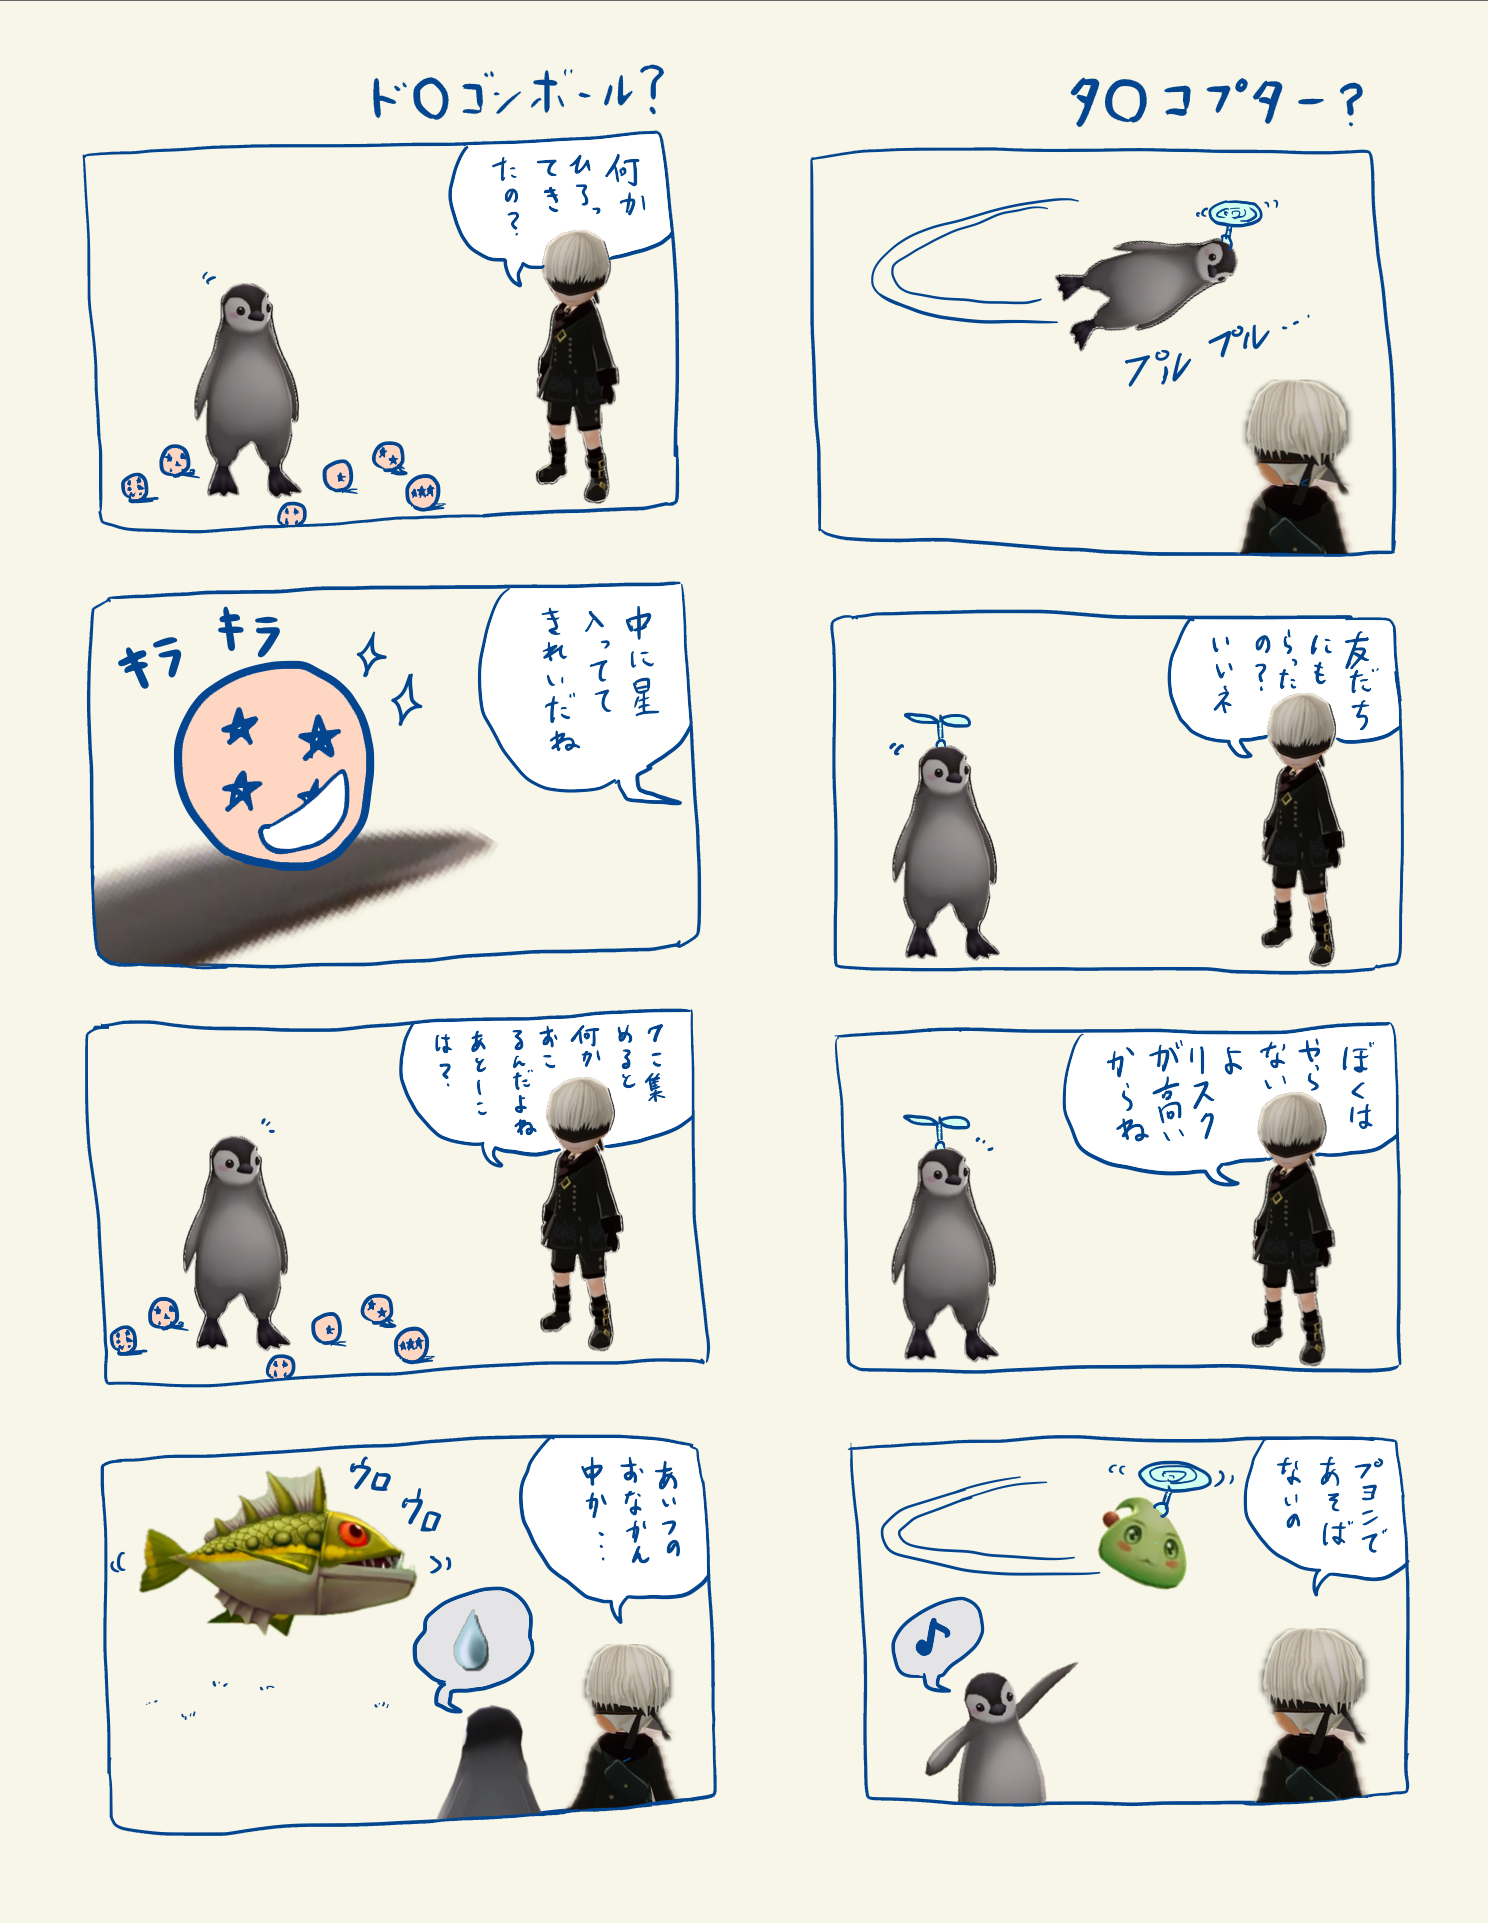 タ〇コプター?
プル プル…
友だち
にも
らった
の?
いいネ
ぼくは
やら
ない
よ
リスク
が高い
からね
プヨンで
あそば
ないの
ド〇ゴンボール?
何か
ひろっ
てき
たの?
キラ キラ
中に星
入ってて
きれいだね
7こ集
めると
何か
おこ
るんだよね
あと一こ
は?
ウロ
ウロ
あいつの
おなかん
中か…